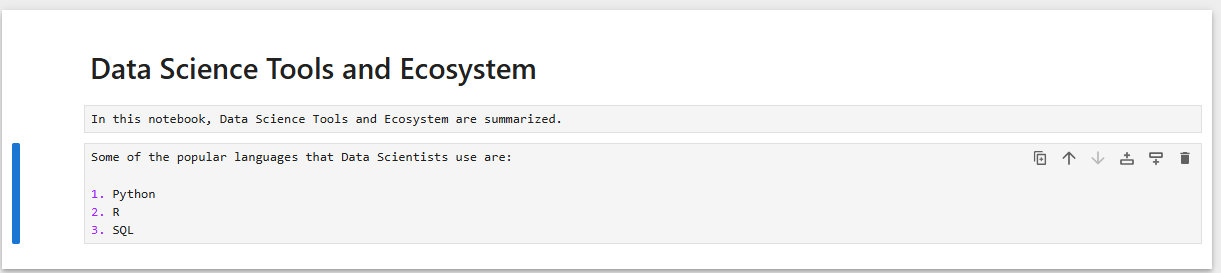 Data Science Tools and Ecosystem
In this notebook, Data Science Tools and Ecosystem are summarized.
Some of the popular languages that Data Scientists use are:
1. Python
2. R
3. SQL